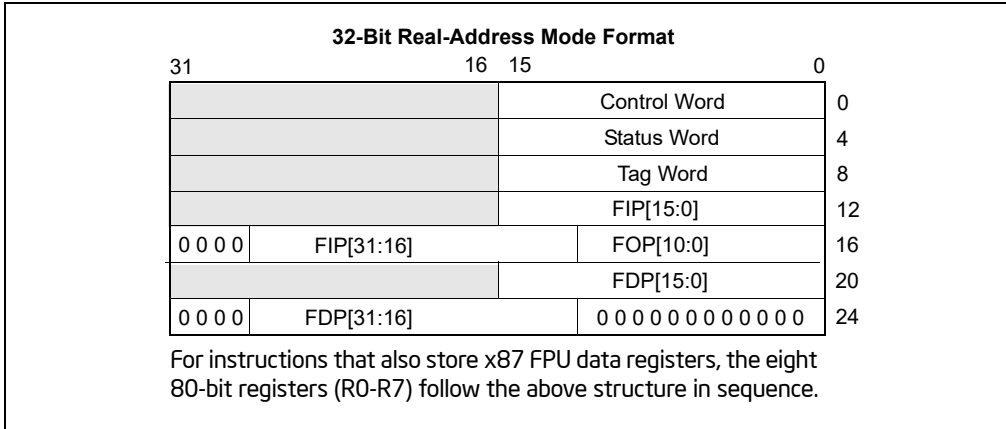 32-Bit Real-Address Mode Format
31 16 15 0
Control Word 0
Status Word 4
Tag Word 8
FIP[15:0] 12
0 0 0 0 FIP[31:16] FOP[10:0] 16
FDP[15:0] 20
0 0 0 0 FDP[31:16] 0 0 0 0 0 0 0 0 0 0 0 0 24
For instructions that also store x87 FPU data registers, the eight
80-bit registers (R0-R7) follow the above structure in sequence.